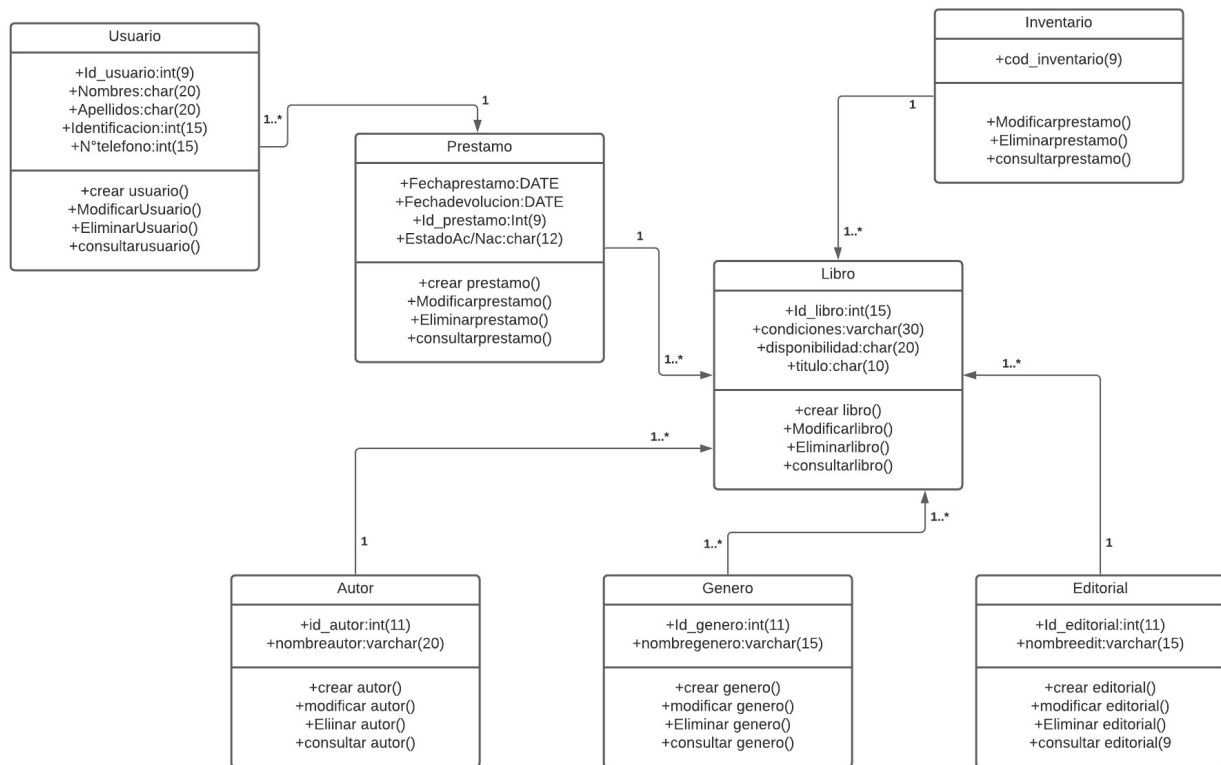 Usuario
+Id_usuario:int(9)
+Nombres:char(20)
+Apellidos:char(20)
+Identificacion:int(15)
+N°telefono:int(15)
+crear usuario()
+ModificarUsuario()
+EliminarUsuario()
+consultarusuario()
1..*
1
Prestamo
+Fechaprestamo:DATE
+Fechadevolucion:DATE
+Id_prestamo:Int(9)
+EstadoAc/Nac:char(12)
+crear prestamo()
+Modificarprestamo()
+Eliminarprestamo()
+consultarprestamo()
1
1..*
Inventario
+cod_inventario(9)
+Modificarprestamo()
+Eliminarprestamo()
+consultarprestamo()
1
1..*
Libro
+Id_libro:int(15)
+condiciones:varchar(30)
+disponibilidad:char(20)
+titulo:char(10)
+crear libro()
+Modificarlibro()
+Eliminarlibro()
+consultarlibro()
1..*
1
Autor
+id_autor:int(11)
+nombreautor:varchar(20)
+crear autor()
+modificar autor()
+Eliinar autor()
+consultar autor()
1..*
1..*
Genero
+Id_genero:int(11)
+nombregenero:varchar(15)
+crear genero()
+modificar genero()
+Eliminar genero()
+consultar genero()
1..*
1
Editorial
+Id_editorial:int(11)
+nombreedit:varchar(15)
+crear editorial()
+modificar editorial()
+Eliminar editorial()
+consultar editorial(9